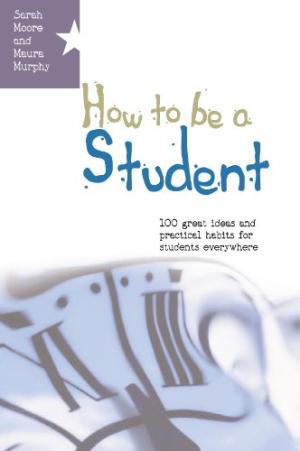 Sarah
Moore
and
Maura
Murphy
How to be a
Student
100 great ideas and
practical habits for
students everywhere